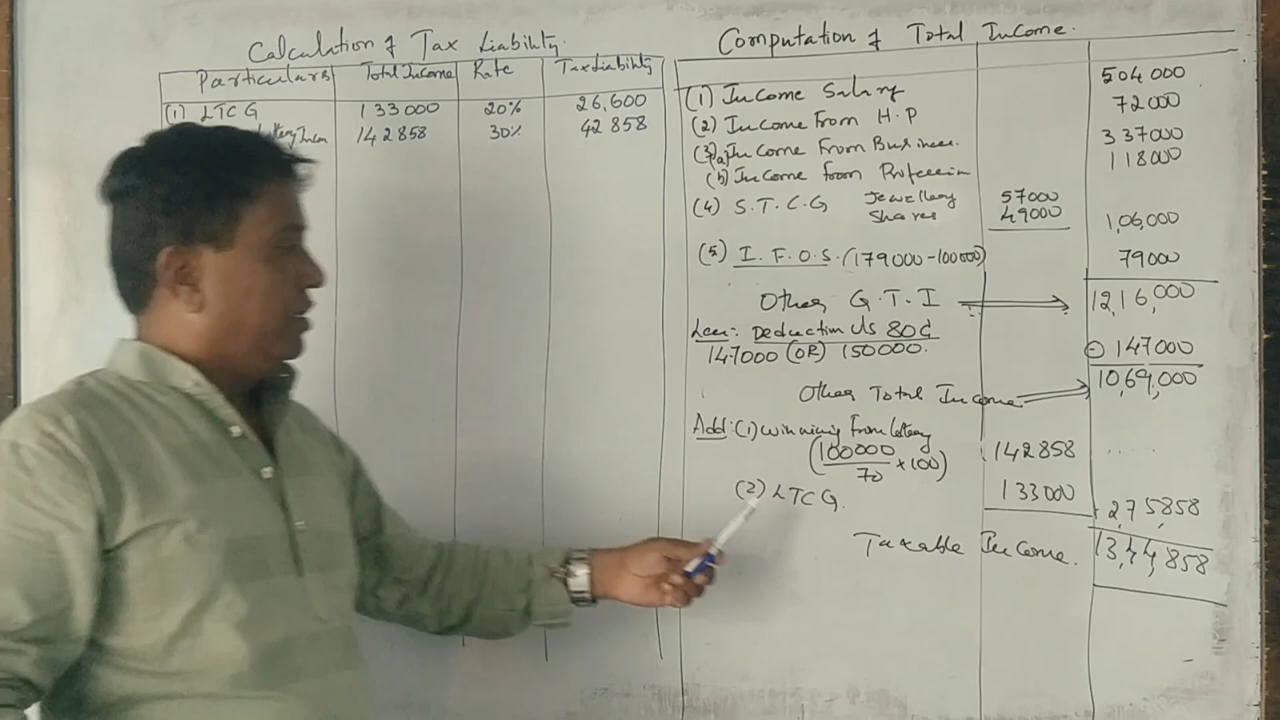 Calculation of Tax Liability.
Particulars Total Income Rate Tax Liability
(1) LTCG 133000 20% 26,600
142858 30% 42858
Computation of Total Income.
(1) Income Salary 504000
(2) Income From H.P 72000
(3)(a) Income From Business. 337000
(b) Income from Profession 118000
(4) S.T.C.G Jewellery 57000
Shares 49000 1,06,000
(5) I.F.O.S. (179000-100000) 79000
Other G.T.I 12,16,000
Less:- Deduction U/s 80C
147000 (OR) 150000. (-) 147000
Other Total Income 10,69,000
Add:(1) Winning From lottery
(100000/70 × 100) 142858
(2) LTCG. 133000 2,75,858
Taxable Income. 13,44,858